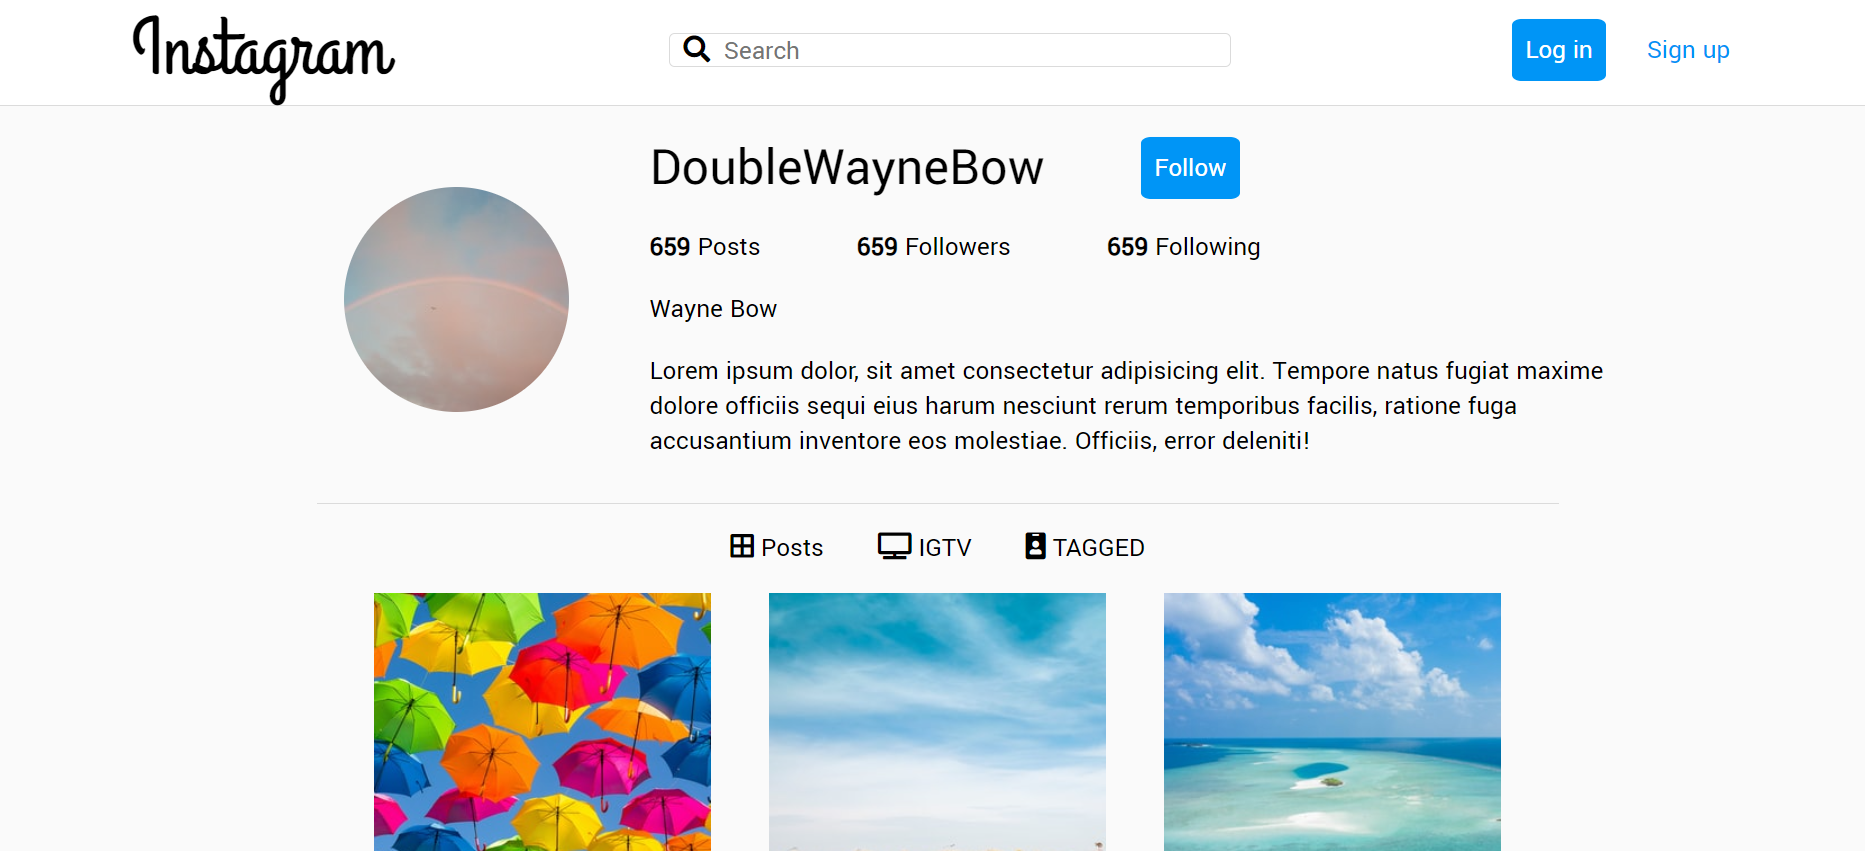 Instagram
Search
Log in
Sign up
DoubleWayneBow
Follow
659 Posts
659 Followers
659 Following
Wayne Bow
Lorem ipsum dolor, sit amet consectetur adipisicing elit. Tempore natus fugiat maxime
dolore officiis sequi eius harum nesciunt rerum temporibus facilis, ratione fuga
accusantium inventore eos molestiae. Officiis, error deleniti!
Posts
IGTV
TAGGED